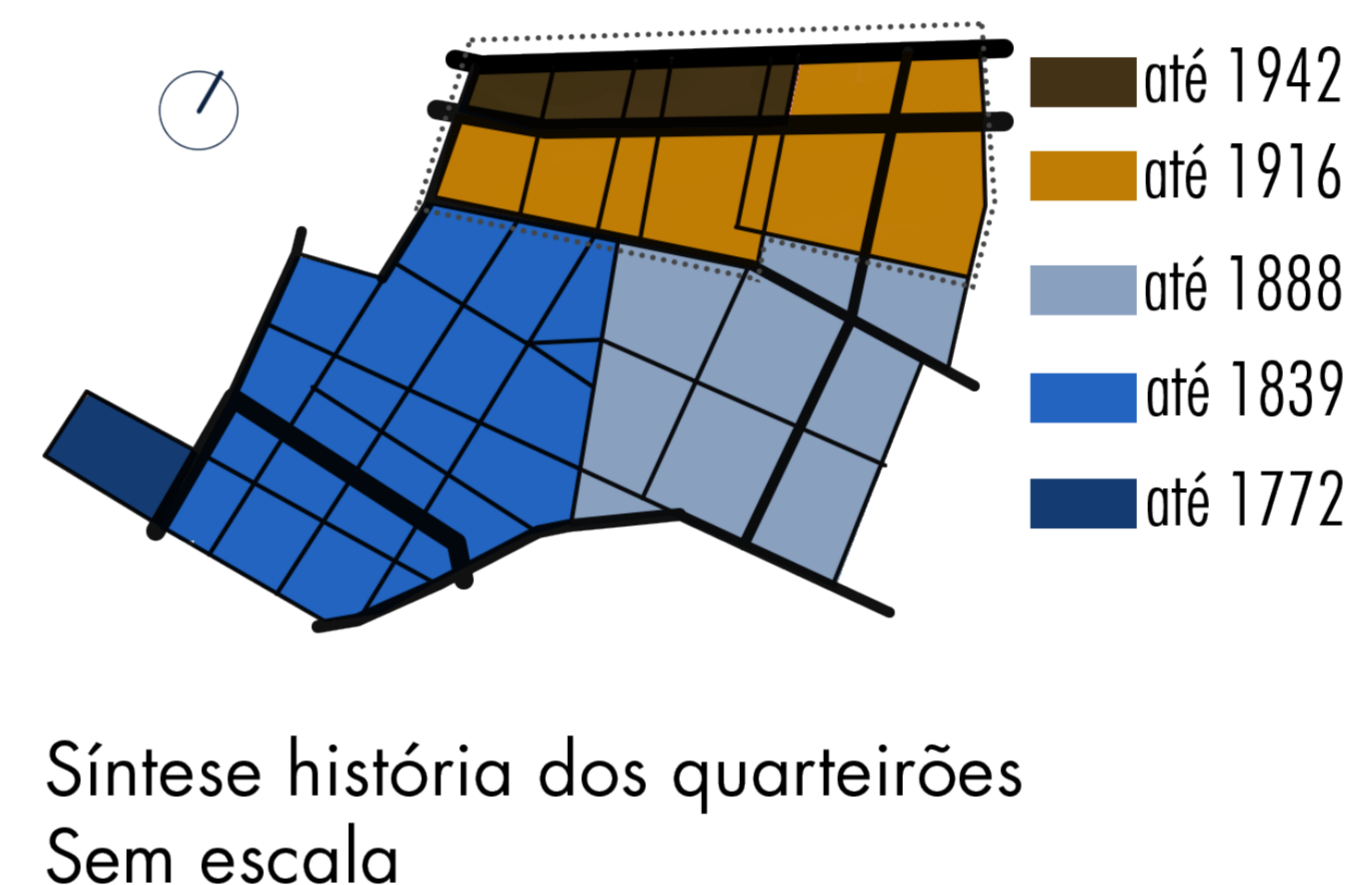 até 1942
até 1916
até 1888
até 1839
até 1772
Síntese história dos quarteirões
Sem escala